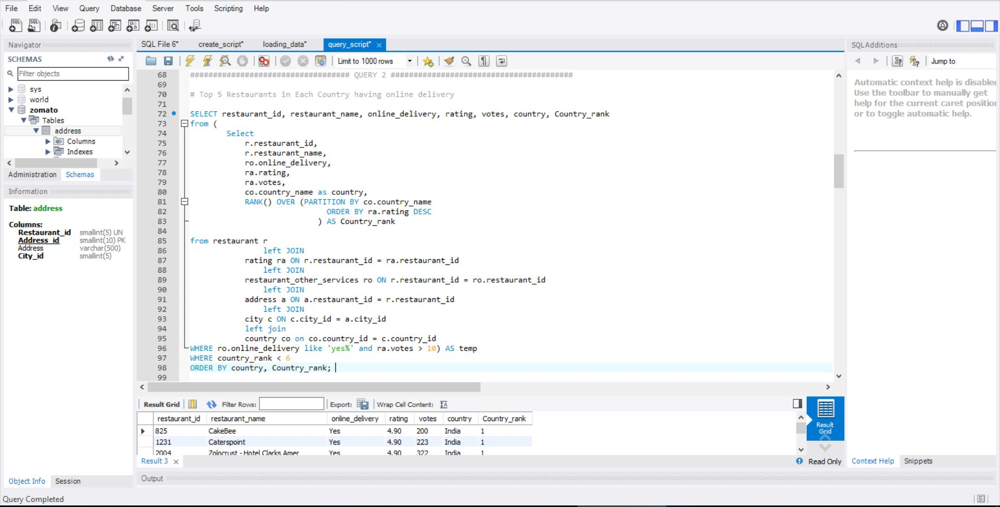 File Edit View Query Database Server Tools Scripting Help
Navigator
SCHEMAS
Filter objects
sys
world
zomato
Tables
address
Columns
Indexes
Administration Schemas
Information
Table: address
Columns:
Restaurant_id smallint(5) UN
Address_id smallint(10) PK
Address varchar(500)
City_id smallint(5)
Object Info Session
SQL File 6* create_script* loading_data* query_script*
Limit to 1000 rows
68 ################################### QUERY 2 ########################################
69
70 # Top 5 Restaurants in Each Country having online delivery
71
72 SELECT restaurant_id, restaurant_name, online_delivery, rating, votes, country, Country_rank
73 from (
74 Select
75 r.restaurant_id,
76 r.restaurant_name,
77 ro.online_delivery,
78 ra.rating,
79 ra.votes,
80 co.country_name as country,
81 RANK() OVER (PARTITION BY co.country_name
82 ORDER BY ra.rating DESC
83 ) AS Country_rank
84
85 from restaurant r
86 left JOIN
87 rating ra ON r.restaurant_id = ra.restaurant_id
88 left JOIN
89 restaurant_other_services ro ON r.restaurant_id = ro.restaurant_id
90 left JOIN
91 address a ON a.restaurant_id = r.restaurant_id
92 left JOIN
93 city c ON c.city_id = a.city_id
94 left join
95 country co on co.country_id = c.country_id
96 WHERE ro.online_delivery like 'yes%' and ra.votes > 10) AS temp
97 WHERE country_rank < 6
98 ORDER BY country, Country_rank;
99
Result Grid Filter Rows: Export: Wrap Cell Content:
restaurant_id restaurant_name online_delivery rating votes country Country_rank
825 CakeBee Yes 4.90 200 India 1
1231 Caterspoint Yes 4.90 223 India 1
2004 Zolocrust - Hotel Clarks Amer Yes 4.90 322 India 1
Result Grid
Result 3
Read Only
Output
SQLAdditions
Jump to
Automatic context help is disabled
Use the toolbar to manually get
help for the current caret position
or to toggle automatic help.
Context Help Snippets
Query Completed